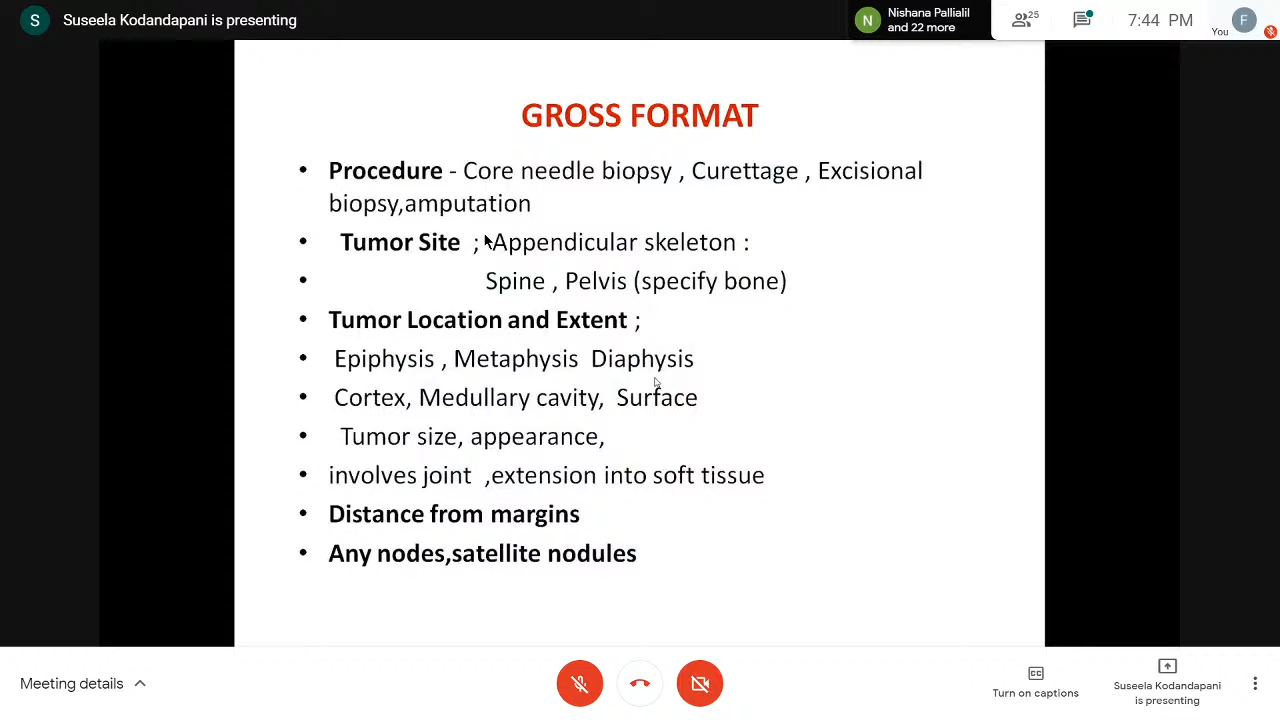 S Suseela Kodandapani is presenting
N Nishana Pallialil
and 22 more
25
7:44 PM
You F
GROSS FORMAT
• Procedure - Core needle biopsy , Curettage , Excisional
biopsy,amputation
• Tumor Site ; Appendicular skeleton :
• Spine , Pelvis (specify bone)
• Tumor Location and Extent ;
• Epiphysis , Metaphysis Diaphysis
• Cortex, Medullary cavity, Surface
• Tumor size, appearance,
• involves joint ,extension into soft tissue
• Distance from margins
• Any nodes,satellite nodules
Meeting details
CC
Turn on captions
Suseela Kodandapani
is presenting